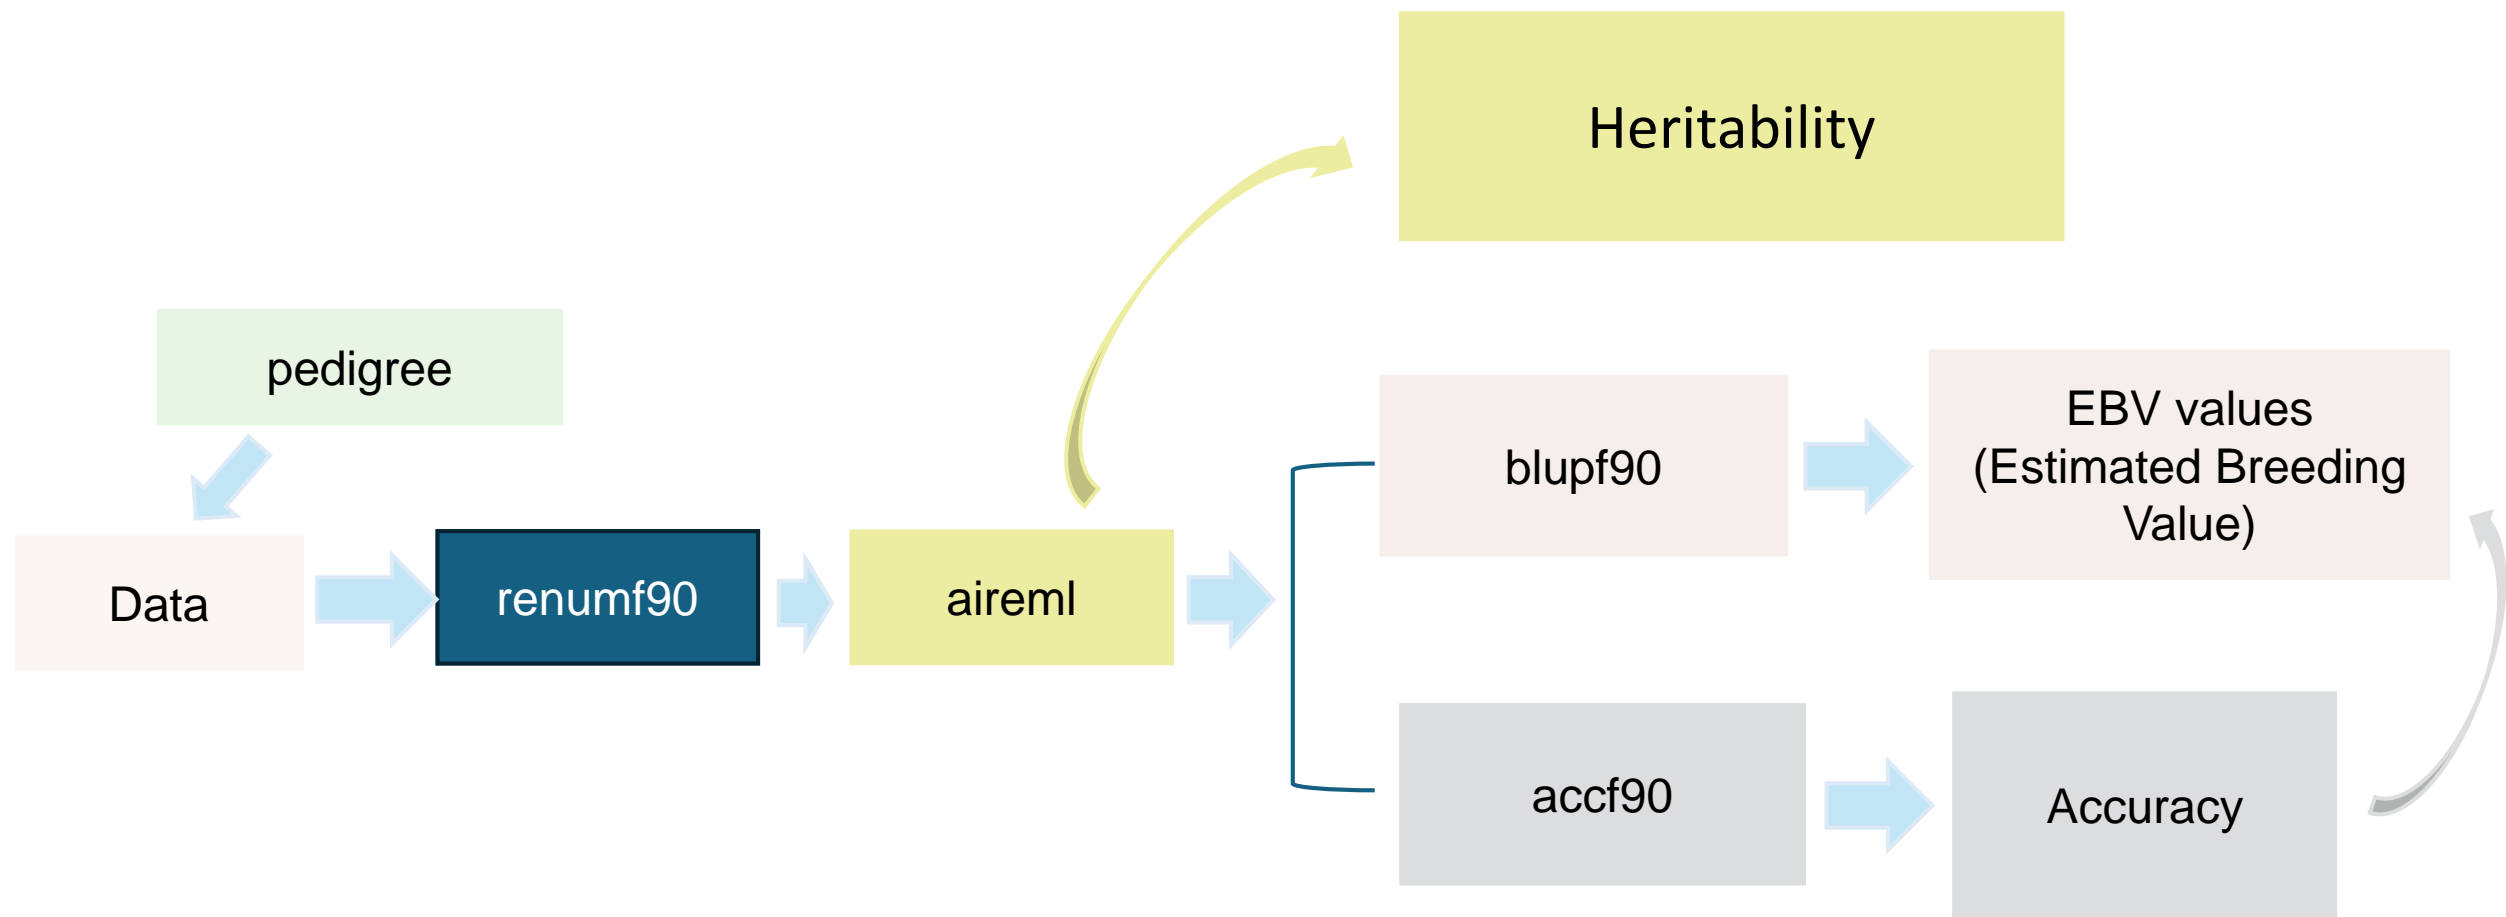 Heritability
pedigree
EBV values
(Estimated Breeding
Value)
blupf90
Data
renumf90
aireml
accf90
Accuracy